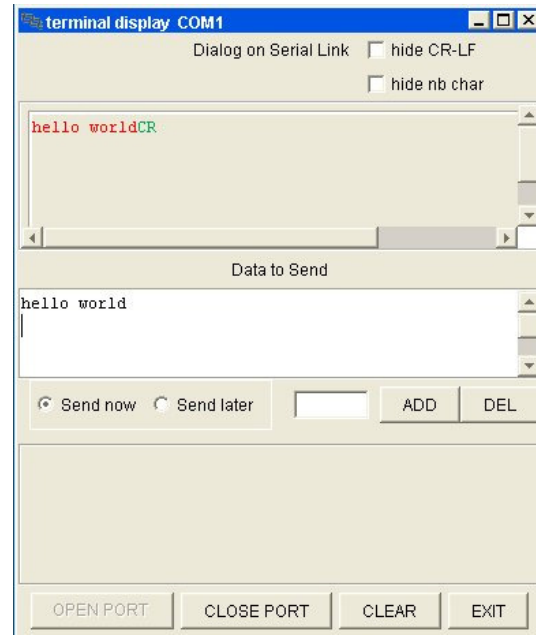 terminal display COM1
Dialog on Serial Link hide CR-LF
hide nb char
hello worldCR
Data to Send
hello world
Send now Send later ADD DEL
OPEN PORT CLOSE PORT CLEAR EXIT